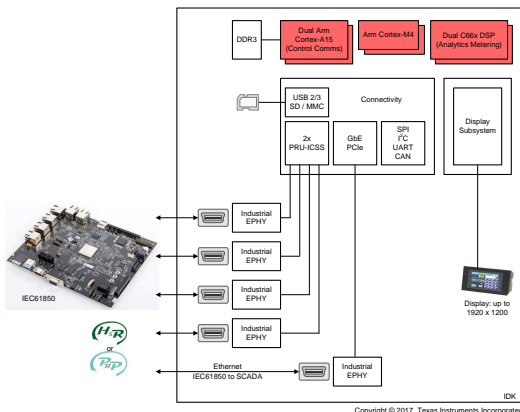 DDR3
Dual Arm
Cortex-A15
(Control Comms)
Arm Cortex-M4
Dual C66x DSP
(Analytics Metering)
USB 2/3
SD / MMC
Connectivity
2x
PRU-ICSS
GbE
PCIe
SPI
I²C
UART
CAN
Display
Subsystem
Industrial
EPHY
Industrial
EPHY
Industrial
EPHY
Industrial
EPHY
IEC61850
HSR
or
PRP
Ethernet
IEC61850 to SCADA
Industrial
EPHY
Display: up to
1920 x 1200
IDK
Copyright © 2017, Texas Instruments Incorporated